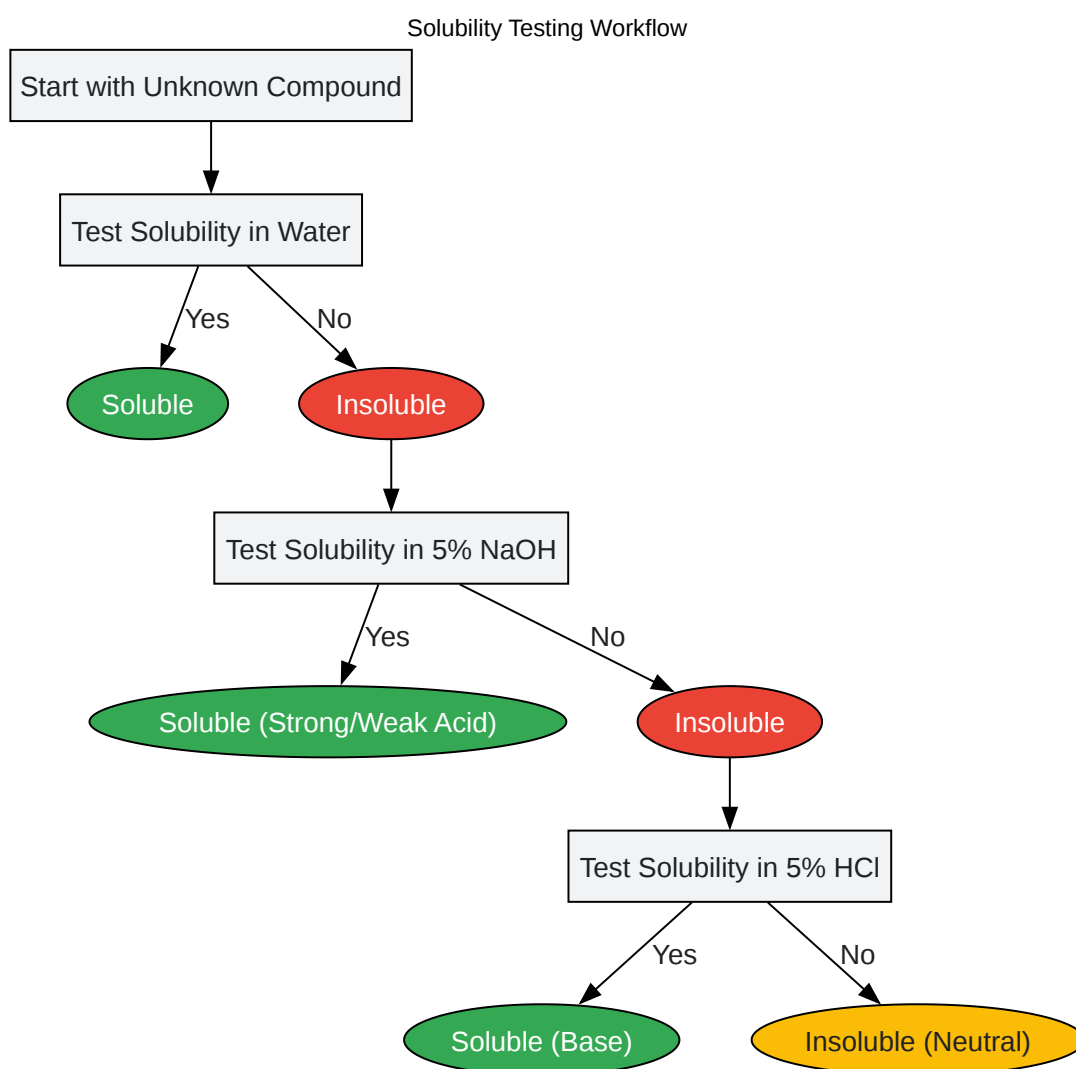 Solubility Testing Workflow
Start with Unknown Compound
Test Solubility in Water
Yes
No
Soluble
Insoluble
Test Solubility in 5% NaOH
Yes
No
Soluble (Strong/Weak Acid)
Insoluble
Test Solubility in 5% HCl
Yes
No
Soluble (Base)
Insoluble (Neutral)